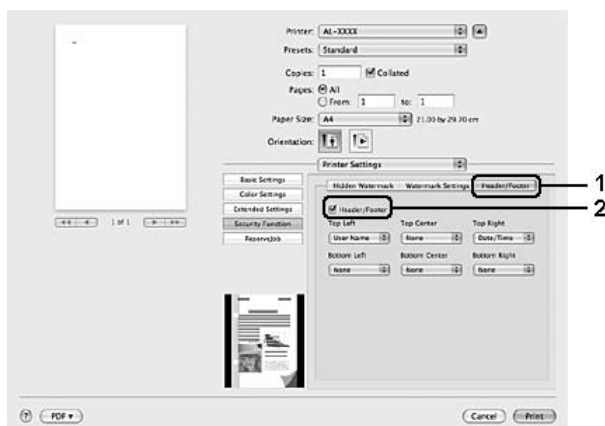 Printer: AL-XXXX
Presets: Standard
Copies: 1 Collated
Pages: All
From: 1 to: 1
Paper Size: A4 21.00 by 29.70 cm
Orientation:
Printer Settings
Basic Settings
Color Settings
Extended Settings
Security Function
ReserveJob
Hidden Watermark Watermark Settings Header/Footer 1
Header/Footer 2
Top Left Top Center Top Right
User Name None Date/Time
Bottom Left Bottom Center Bottom Right
None None None
1 of 1
? PDF Cancel Print